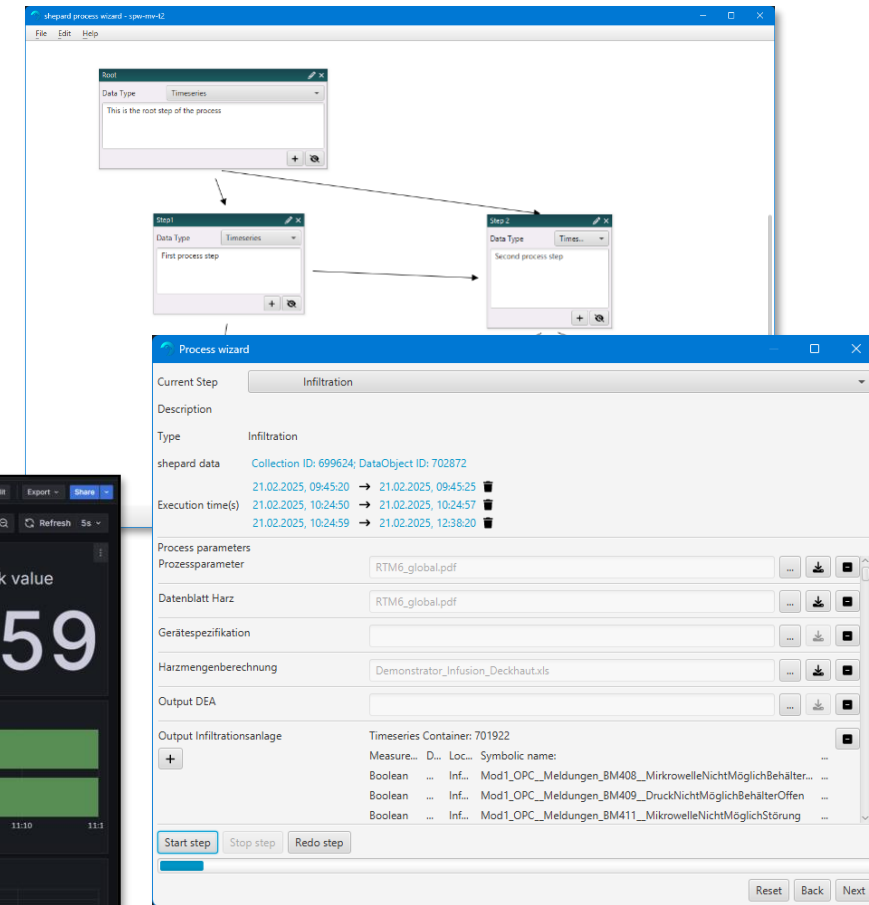 shepard process wizard - spw-mv-t2
File Edit Help
Root
Data Type Timeseries
This is the root step of the process
Step1
Data Type Timeseries
First process step
Step 2
Data Type Times...
Second process step
Process wizard
Current Step Infiltration
Description
Type Infiltration
shepard data Collection ID: 699624; DataObject ID: 702872
21.02.2025, 09:45:20 → 21.02.2025, 09:45:25
Execution time(s) 21.02.2025, 10:24:50 → 21.02.2025, 10:24:57
21.02.2025, 10:24:59 → 21.02.2025, 12:38:20
Process parameters
Prozessparameter RTM6_global.pdf ...
Datenblatt Harz RTM6_global.pdf ...
Gerätespezifikation ...
Harzmengenberechnung Demonstrator_Infusion_Deckhaut.xls ...
Output DEA ...
Output Infiltrationsanlage Timeseries Container: 701922
+ Measure... D... Loc... Symbolic name: ...
Boolean ... Inf... Mod1_OPC__Meldungen_BM408__MirkrowelleNichtMöglichBehälter... ...
Boolean ... Inf... Mod1_OPC__Meldungen_BM409__DruckNichtMöglichBehälterOffen ...
Boolean ... Inf... Mod1_OPC__Meldungen_BM411__MikrowelleNichtMöglichStörung ...
Start step Stop step Redo step
Reset Back Next
Export Share
Refresh 5s
k value
59
11:10 11:1